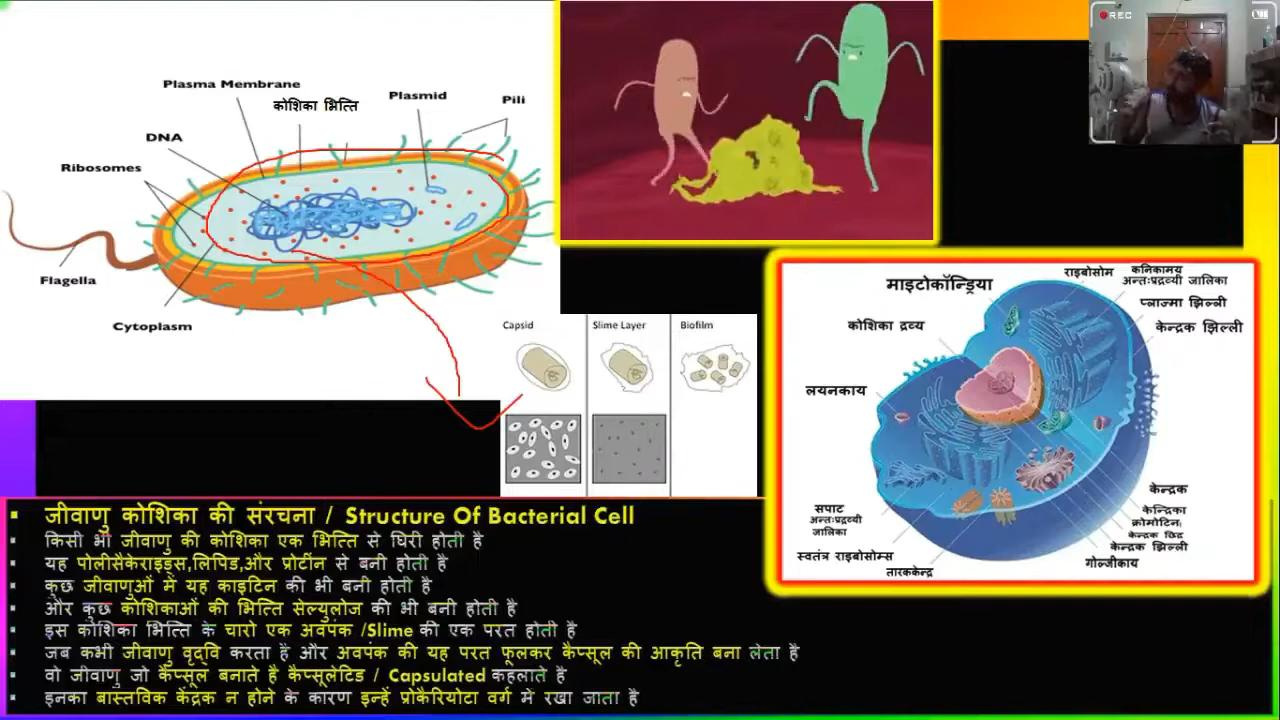 Plasma Membrane
कोशिका भित्ति
Plasmid
Pili
DNA
Ribosomes
Flagella
Cytoplasm
REC
Capsid
Slime Layer
Biofilm
माइटोकॉन्ड्रिया
राइबोसोम
कनिकामय
अन्तःप्रद्रव्यी जालिका
प्लाज्मा झिल्ली
कोशिका द्रव्य
केन्द्रक झिल्ली
लयनकाय
केन्द्रक
सपाट
अन्तःप्रद्रव्यी
जालिका
केन्द्रिका
क्रोमोटिन।
केन्द्रक छिद्र
केन्द्रक झिल्ली
स्वतंत्र राइबोसोम्स
गोल्जीकाय
तारककेन्द्र
जीवाणु कोशिका की संरचना / Structure Of Bacterial Cell
किसी भी जीवाणु की कोशिका एक भित्ति से घिरी होती है
यह पोलीसैकेराइड्स,लिपिड,और प्रोटीन से बनी होती है
कुछ जीवाणुओं में यह काइटिन की भी बनी होती है
और कुछ कोशिकाओं की भित्ति सेल्युलोज की भी बनी होती है
इस कोशिका भित्ति के चारो एक अवपंक /Slime की एक परत होती है
जब कभी जीवाणु वृद्वि करता है और अवपंक की यह परत फूलकर कैप्सूल की आकृति बना लेता है
वो जीवाणु जो कैप्सूल बनाते है कैप्सूलेटिड / Capsulated कहलाते है
इनका बास्तविक केंद्रक न होने के कारण इन्हें प्रोकैरियोटा वर्ग में रखा जाता है